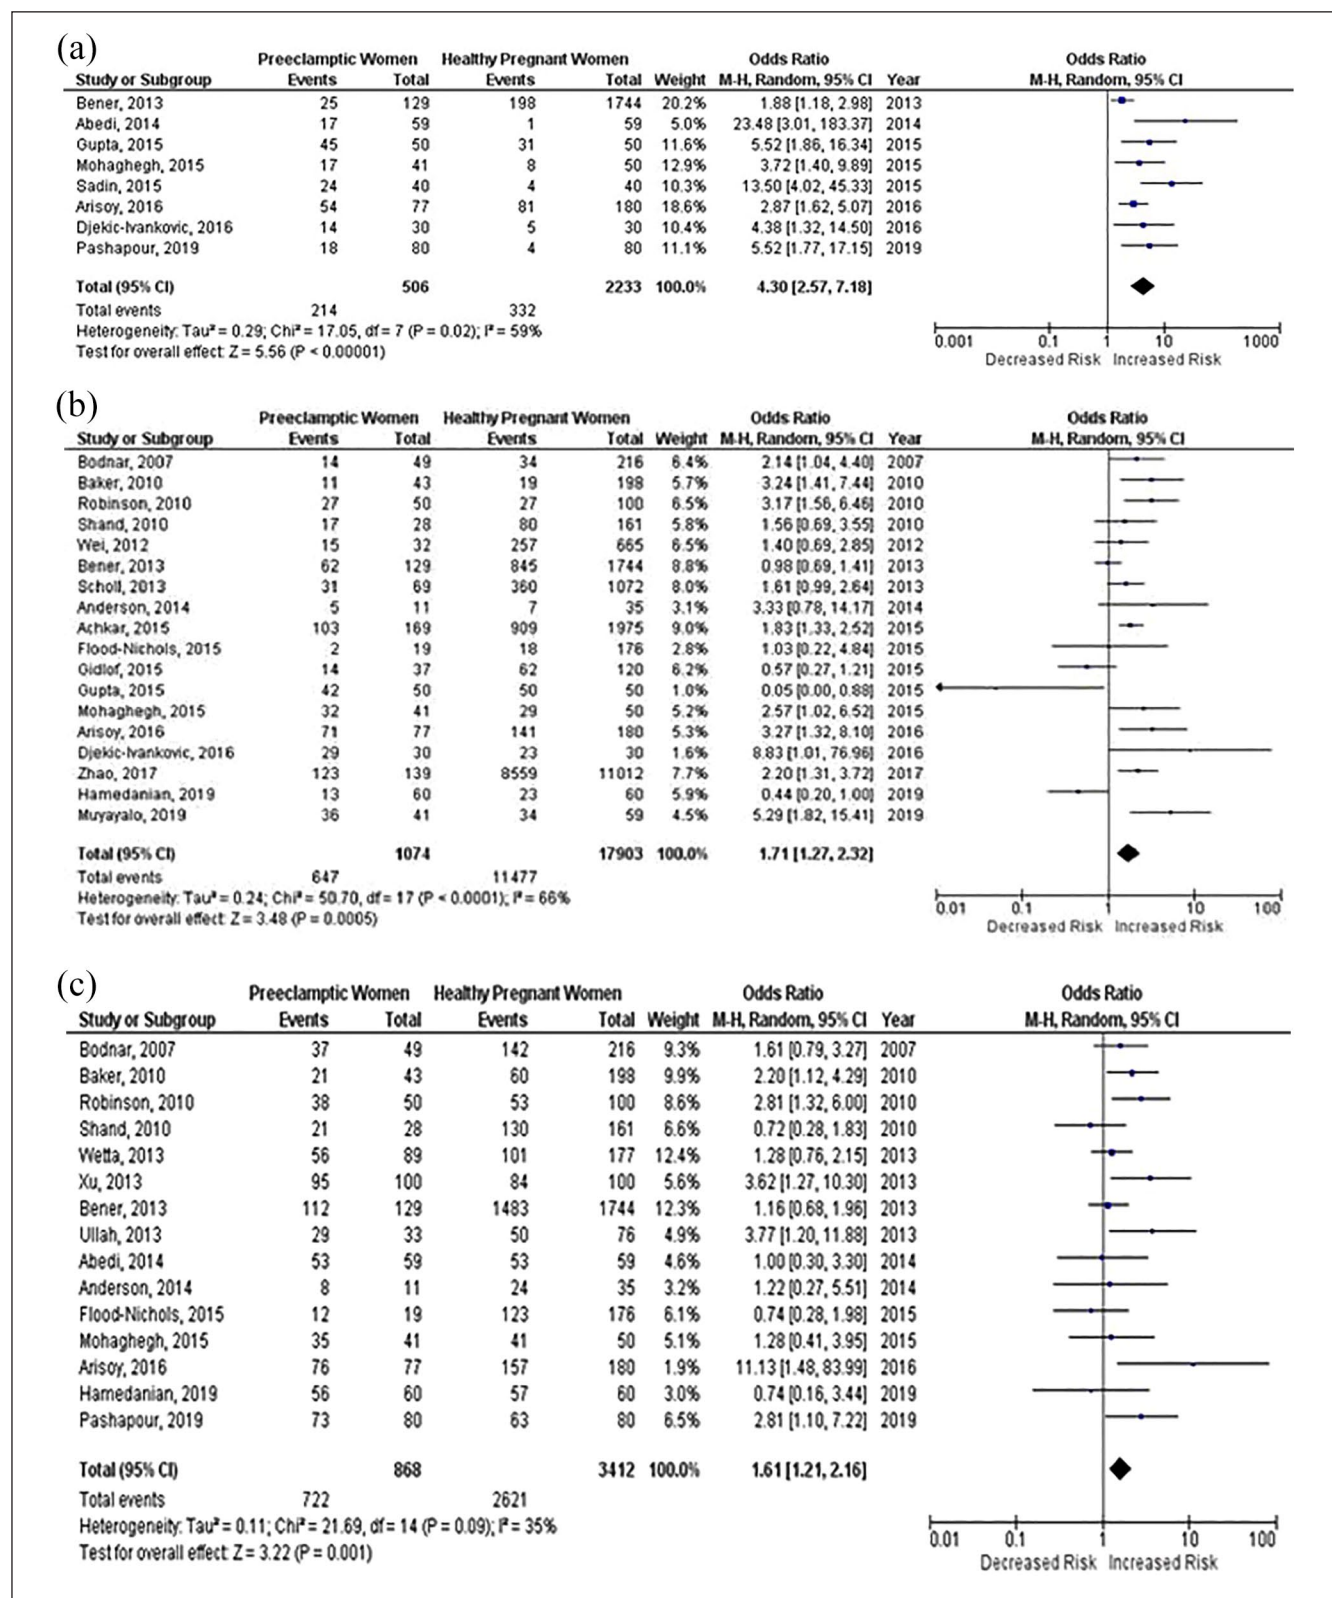 (a)
Preeclamptic Women Healthy Pregnant Women Odds Ratio Odds Ratio
Study or Subgroup Events Total Events Total Weight M-H, Random, 95% CI Year M-H, Random, 95% CI
Bener, 2013 25 129 198 1744 20.2% 1.88 [1.18, 2.98] 2013
Abedi, 2014 17 59 1 59 5.0% 23.48 [3.01, 183.37] 2014
Gupta, 2015 45 50 31 50 11.6% 5.52 [1.86, 16.34] 2015
Mohaghegh, 2015 17 41 8 50 12.9% 3.72 [1.40, 9.89] 2015
Sadin, 2015 24 40 4 40 10.3% 13.50 [4.02, 45.33] 2015
Arisoy, 2016 54 77 81 180 18.6% 2.87 [1.62, 5.07] 2016
Djekic-Ivankovic, 2016 14 30 5 30 10.4% 4.38 [1.32, 14.50] 2016
Pashapour, 2019 18 80 4 80 11.1% 5.52 [1.77, 17.15] 2019
Total (95% CI) 506 2233 100.0% 4.30 [2.57, 7.18]
Total events 214 332
Heterogeneity: Tau² = 0.29; Chi² = 17.05, df = 7 (P = 0.02); I² = 59%
Test for overall effect: Z = 5.56 (P < 0.00001)
0.001 0.1 1 10 1000
Decreased Risk Increased Risk
(b)
Preeclamptic Women Healthy Pregnant Women Odds Ratio Odds Ratio
Study or Subgroup Events Total Events Total Weight M-H, Random, 95% CI Year M-H, Random, 95% CI
Bodnar, 2007 14 49 34 216 6.4% 2.14 [1.04, 4.40] 2007
Baker, 2010 11 43 19 198 5.7% 3.24 [1.41, 7.44] 2010
Robinson, 2010 27 50 27 100 6.5% 3.17 [1.56, 6.46] 2010
Shand, 2010 17 28 80 161 5.8% 1.56 [0.69, 3.55] 2010
Wei, 2012 15 32 257 665 6.5% 1.40 [0.69, 2.85] 2012
Bener, 2013 62 129 845 1744 8.8% 0.98 [0.69, 1.41] 2013
Scholl, 2013 31 69 360 1072 8.0% 1.61 [0.99, 2.64] 2013
Anderson, 2014 5 11 7 35 3.1% 3.33 [0.78, 14.17] 2014
Achkar, 2015 103 169 909 1975 9.0% 1.83 [1.33, 2.52] 2015
Flood-Nichols, 2015 2 19 18 176 2.8% 1.03 [0.22, 4.84] 2015
Gidlof, 2015 14 37 62 120 6.2% 0.57 [0.27, 1.21] 2015
Gupta, 2015 42 50 50 50 1.0% 0.05 [0.00, 0.88] 2015
Mohaghegh, 2015 32 41 29 50 5.2% 2.57 [1.02, 6.52] 2015
Arisoy, 2016 71 77 141 180 5.3% 3.27 [1.32, 8.10] 2016
Djekic-Ivankovic, 2016 29 30 23 30 1.6% 8.83 [1.01, 76.96] 2016
Zhao, 2017 123 139 8559 11012 7.7% 2.20 [1.31, 3.72] 2017
Hamedanian, 2019 13 60 23 60 5.9% 0.44 [0.20, 1.00] 2019
Muyayalo, 2019 36 41 34 59 4.5% 5.29 [1.82, 15.41] 2019
Total (95% CI) 1074 17903 100.0% 1.71 [1.27, 2.32]
Total events 647 11477
Heterogeneity: Tau² = 0.24; Chi² = 50.70, df = 17 (P < 0.0001); I² = 66%
Test for overall effect: Z = 3.48 (P = 0.0005)
0.01 0.1 1 10 100
Decreased Risk Increased Risk
(c)
Preeclamptic Women Healthy Pregnant Women Odds Ratio Odds Ratio
Study or Subgroup Events Total Events Total Weight M-H, Random, 95% CI Year M-H, Random, 95% CI
Bodnar, 2007 37 49 142 216 9.3% 1.61 [0.79, 3.27] 2007
Baker, 2010 21 43 60 198 9.9% 2.20 [1.12, 4.29] 2010
Robinson, 2010 38 50 53 100 8.6% 2.81 [1.32, 6.00] 2010
Shand, 2010 21 28 130 161 6.6% 0.72 [0.28, 1.83] 2010
Wetta, 2013 56 89 101 177 12.4% 1.28 [0.76, 2.15] 2013
Xu, 2013 95 100 84 100 5.6% 3.62 [1.27, 10.30] 2013
Bener, 2013 112 129 1483 1744 12.3% 1.16 [0.68, 1.96] 2013
Ullah, 2013 29 33 50 76 4.9% 3.77 [1.20, 11.88] 2013
Abedi, 2014 53 59 53 59 4.6% 1.00 [0.30, 3.30] 2014
Anderson, 2014 8 11 24 35 3.2% 1.22 [0.27, 5.51] 2014
Flood-Nichols, 2015 12 19 123 176 6.1% 0.74 [0.28, 1.98] 2015
Mohaghegh, 2015 35 41 41 50 5.1% 1.28 [0.41, 3.95] 2015
Arisoy, 2016 76 77 157 180 1.9% 11.13 [1.48, 83.99] 2016
Hamedanian, 2019 56 60 57 60 3.0% 0.74 [0.16, 3.44] 2019
Pashapour, 2019 73 80 63 80 6.5% 2.81 [1.10, 7.22] 2019
Total (95% CI) 868 3412 100.0% 1.61 [1.21, 2.16]
Total events 722 2621
Heterogeneity: Tau² = 0.11; Chi² = 21.69, df = 14 (P = 0.09); I² = 35%
Test for overall effect: Z = 3.22 (P = 0.001)
0.01 0.1 1 10 100
Decreased Risk Increased Risk